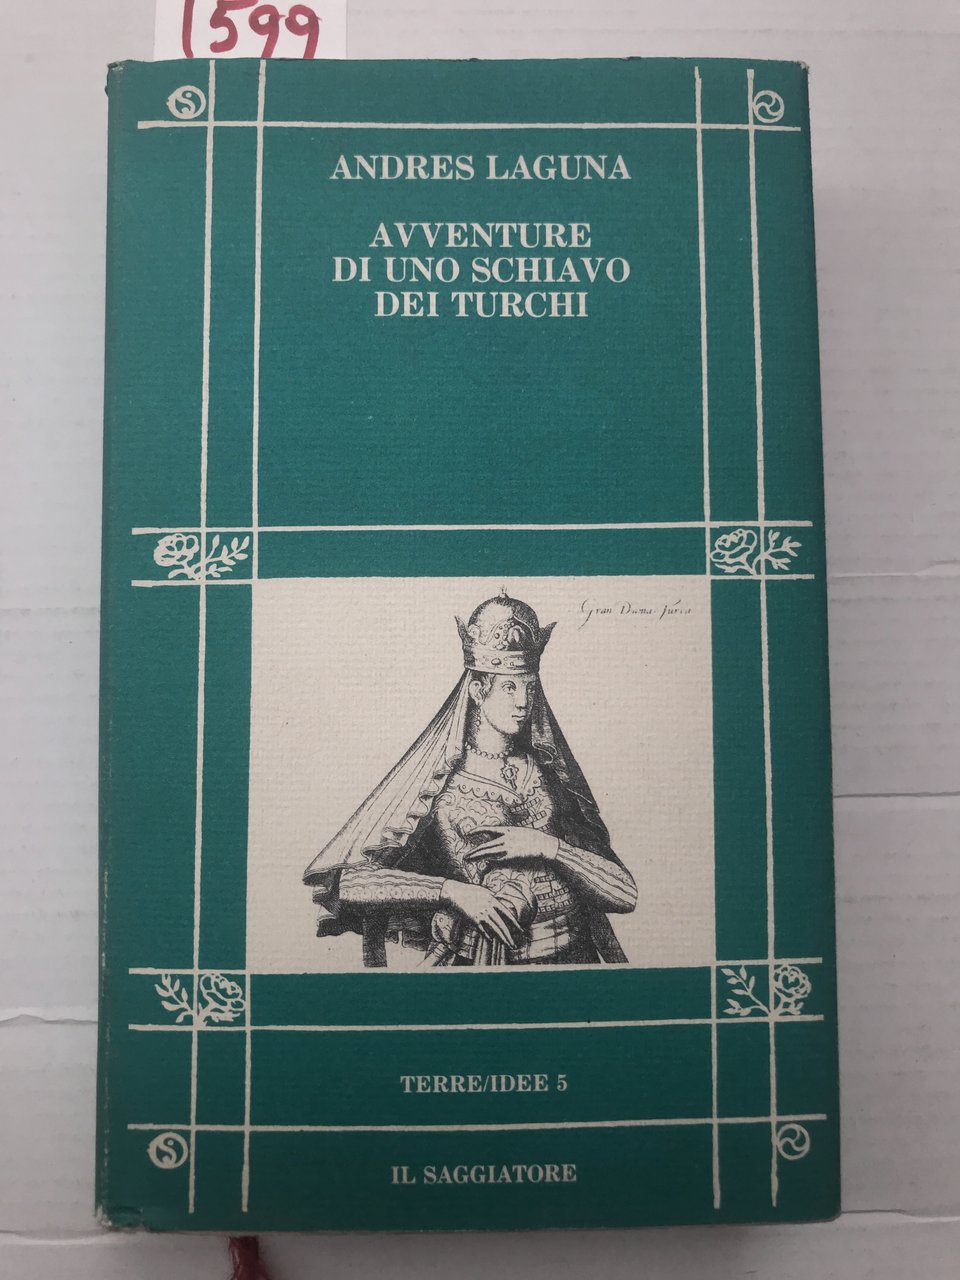 1599
ANDRES LAGUNA
AVVENTURE
DI UNO SCHIAVO
DEI TURCHI
Gran Dama Turca
TERRE/IDEE 5
IL SAGGIATORE